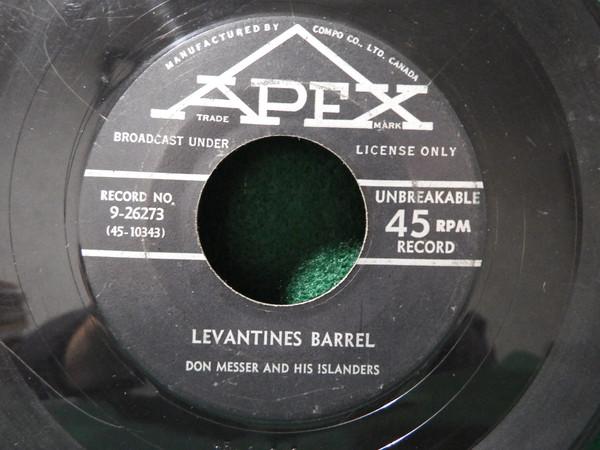 MANUFACTURED BY COMPO CO., LTD. CANADA
APEX
TRADE MARK
BROADCAST UNDER LICENSE ONLY
RECORD NO.
9-26273
(45-10343)
UNBREAKABLE
45 RPM
RECORD
LEVANTINES BARREL
DON MESSER AND HIS ISLANDERS